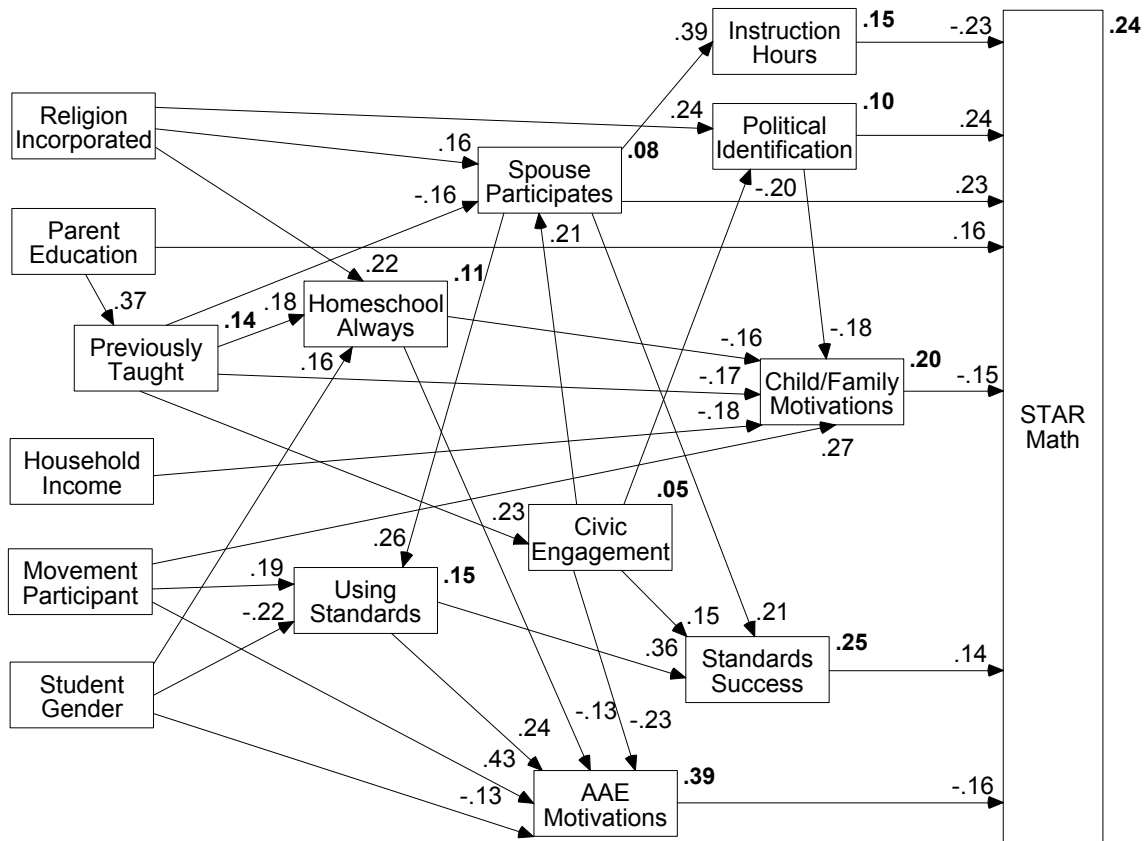 Instruction
Hours
.15
-.23
.24
.39
Religion
Incorporated
.24
Political
Identification
.10
.24
.16
Spouse
Participates
.08
-.20
.23
-.16
Parent
Education
.21
.16
.22
.11
.37
.18
Homeschool
Always
.14
Previously
Taught
.16
-.16
-.18
.20
-.17
Child/Family
Motivations
-.15
-.18
STAR
Math
.27
Household
Income
.05
.23
Civic
Engagement
.26
Movement
Participant
.19
Using
Standards
.15
-.22
.15
.21
.36
Standards
Success
.25
.14
Student
Gender
-.13
-.23
.24
.43
.39
-.13
AAE
Motivations
-.16